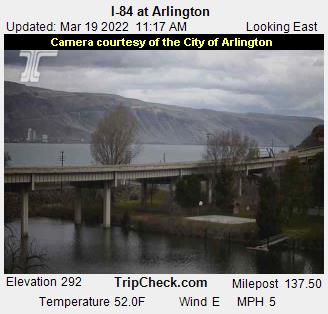 I-84 at Arlington
Updated: Mar 19 2022 11:17 AM Looking East
Camera courtesy of the City of Arlington
Elevation 292 TripCheck.com Milepost 137.50
Temperature 52.0F Wind E MPH 5